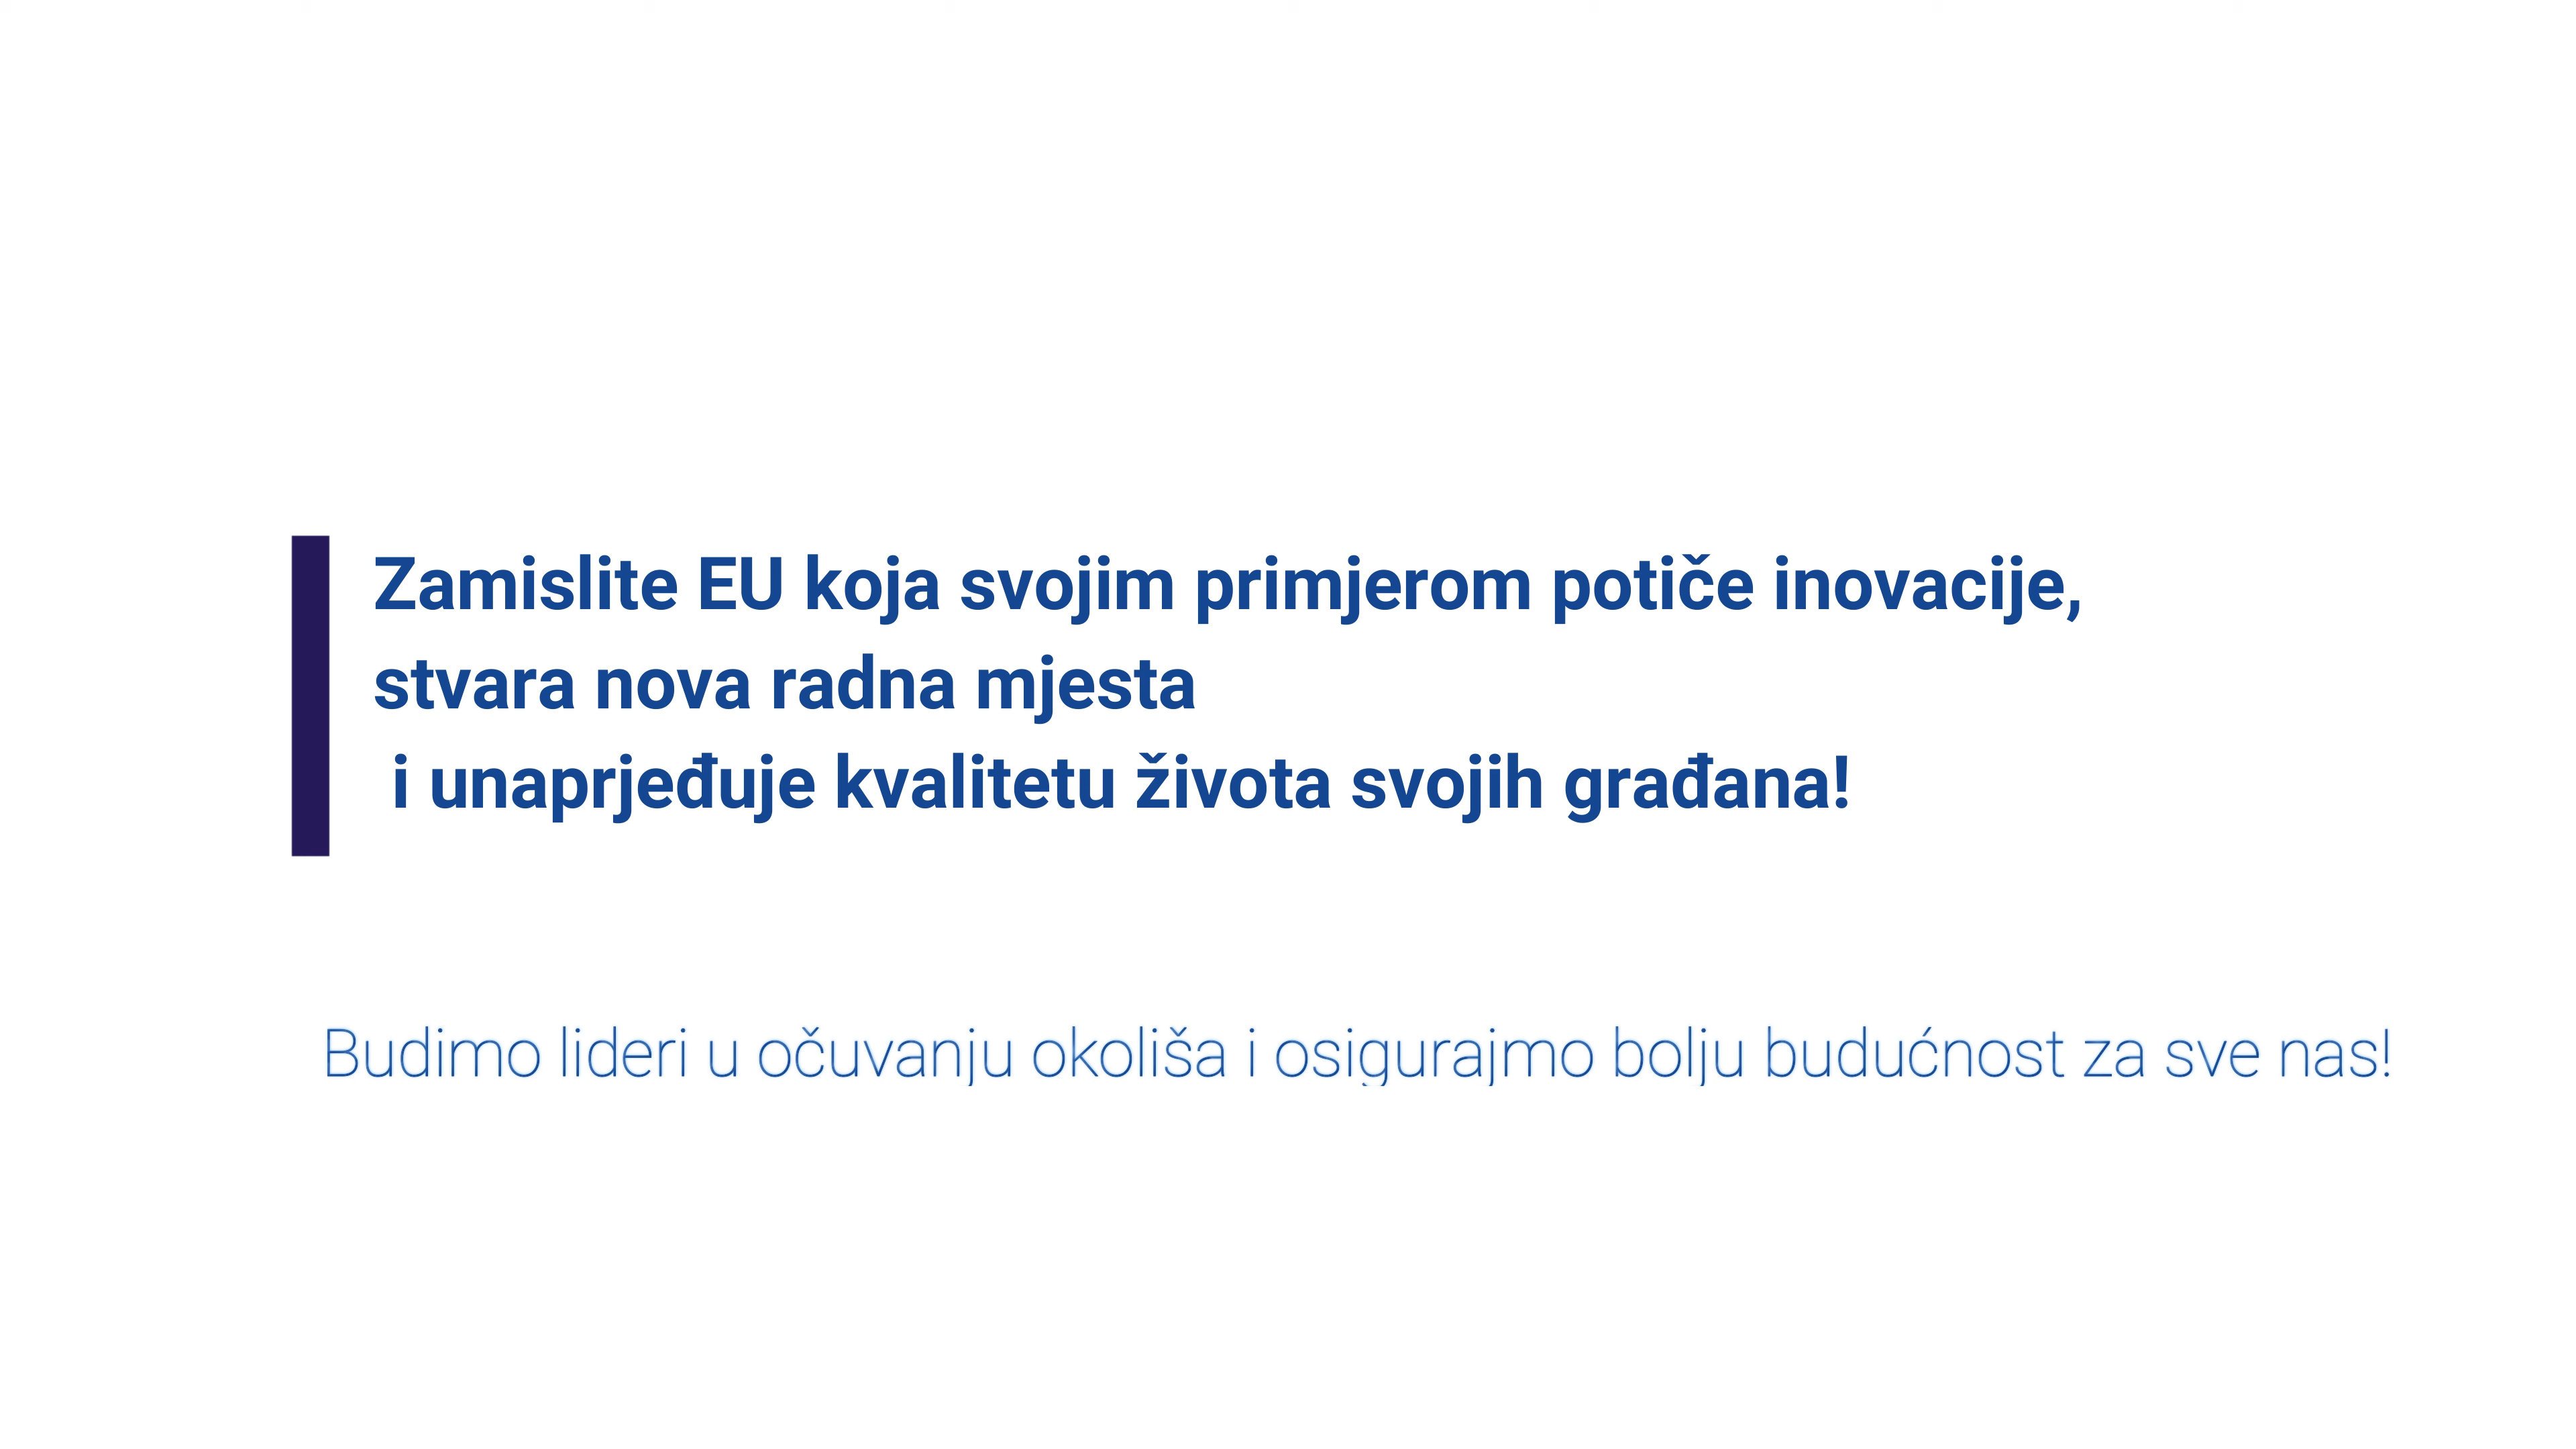 Zamislite EU koja svojim primjerom potiče inovacije,
stvara nova radna mjesta
i unaprjeđuje kvalitetu života svojih građana!
Budimo lideri u očuvanju okoliša i osigurajmo bolju budućnost za sve nas!